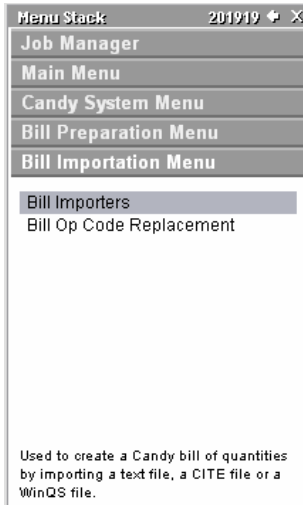 Menu Stack 201919 X
Job Manager
Main Menu
Candy System Menu
Bill Preparation Menu
Bill Importation Menu
Bill Importers
Bill Op Code Replacement
Used to create a Candy bill of quantities
by importing a text file, a CITE file or a
WinQS file.